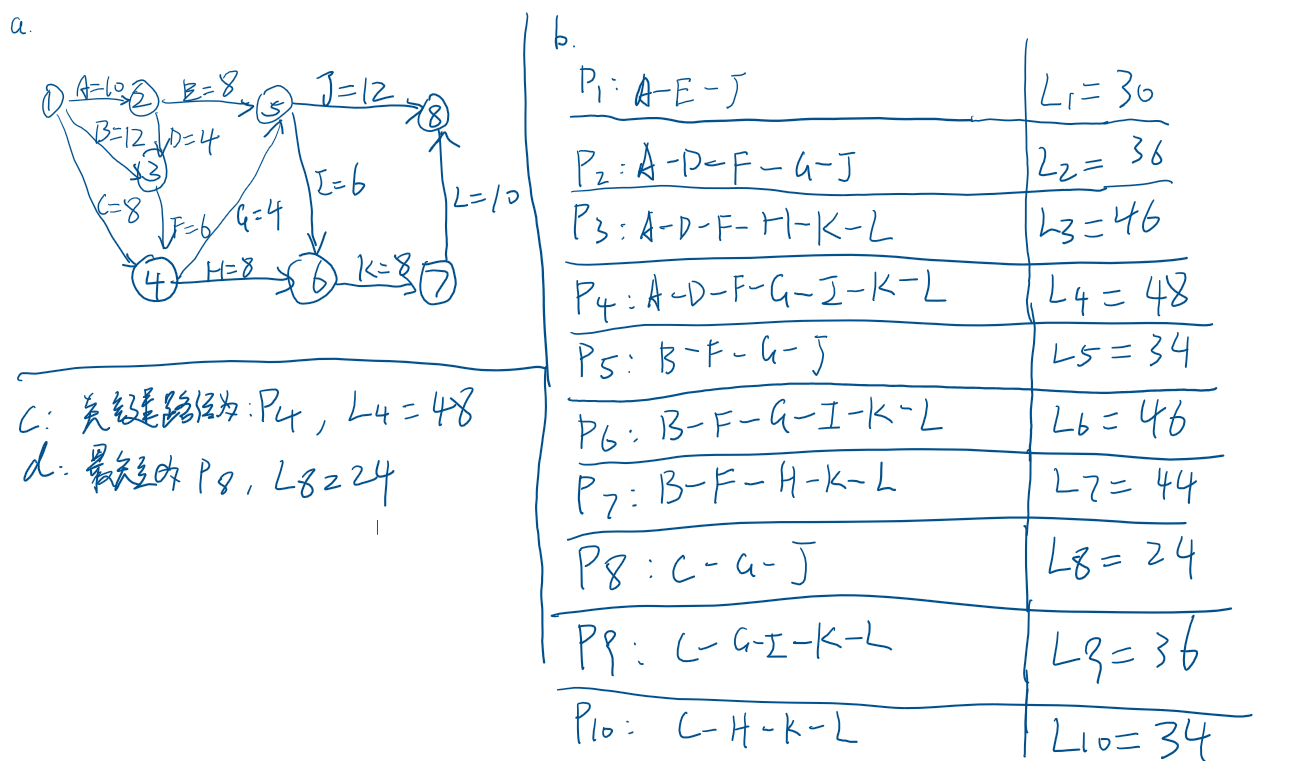 a.
① A=10 ② E=8 ⑤ J=12 ⑧
B=12 D=4
③
C=8 F=6 G=4 I=6 L=10
④ H=8 ⑥ K=8 ⑦
c: 关键路径为: P4, L4=48
d: 最短为 P8, L8=24
b.
P1: A-E-J L1=30
P2: A-D-F-G-J L2= 36
P3: A-D-F-H-K-L L3=46
P4: A-D-F-G-I-K-L L4=48
P5: B-F-G-J L5=34
P6: B-F-G-I-K-L L6=46
P7: B-F-H-K-L L7=44
P8: C-G-J L8=24
P9: C-G-I-K-L L9=36
P10: C-H-K-L L10=34